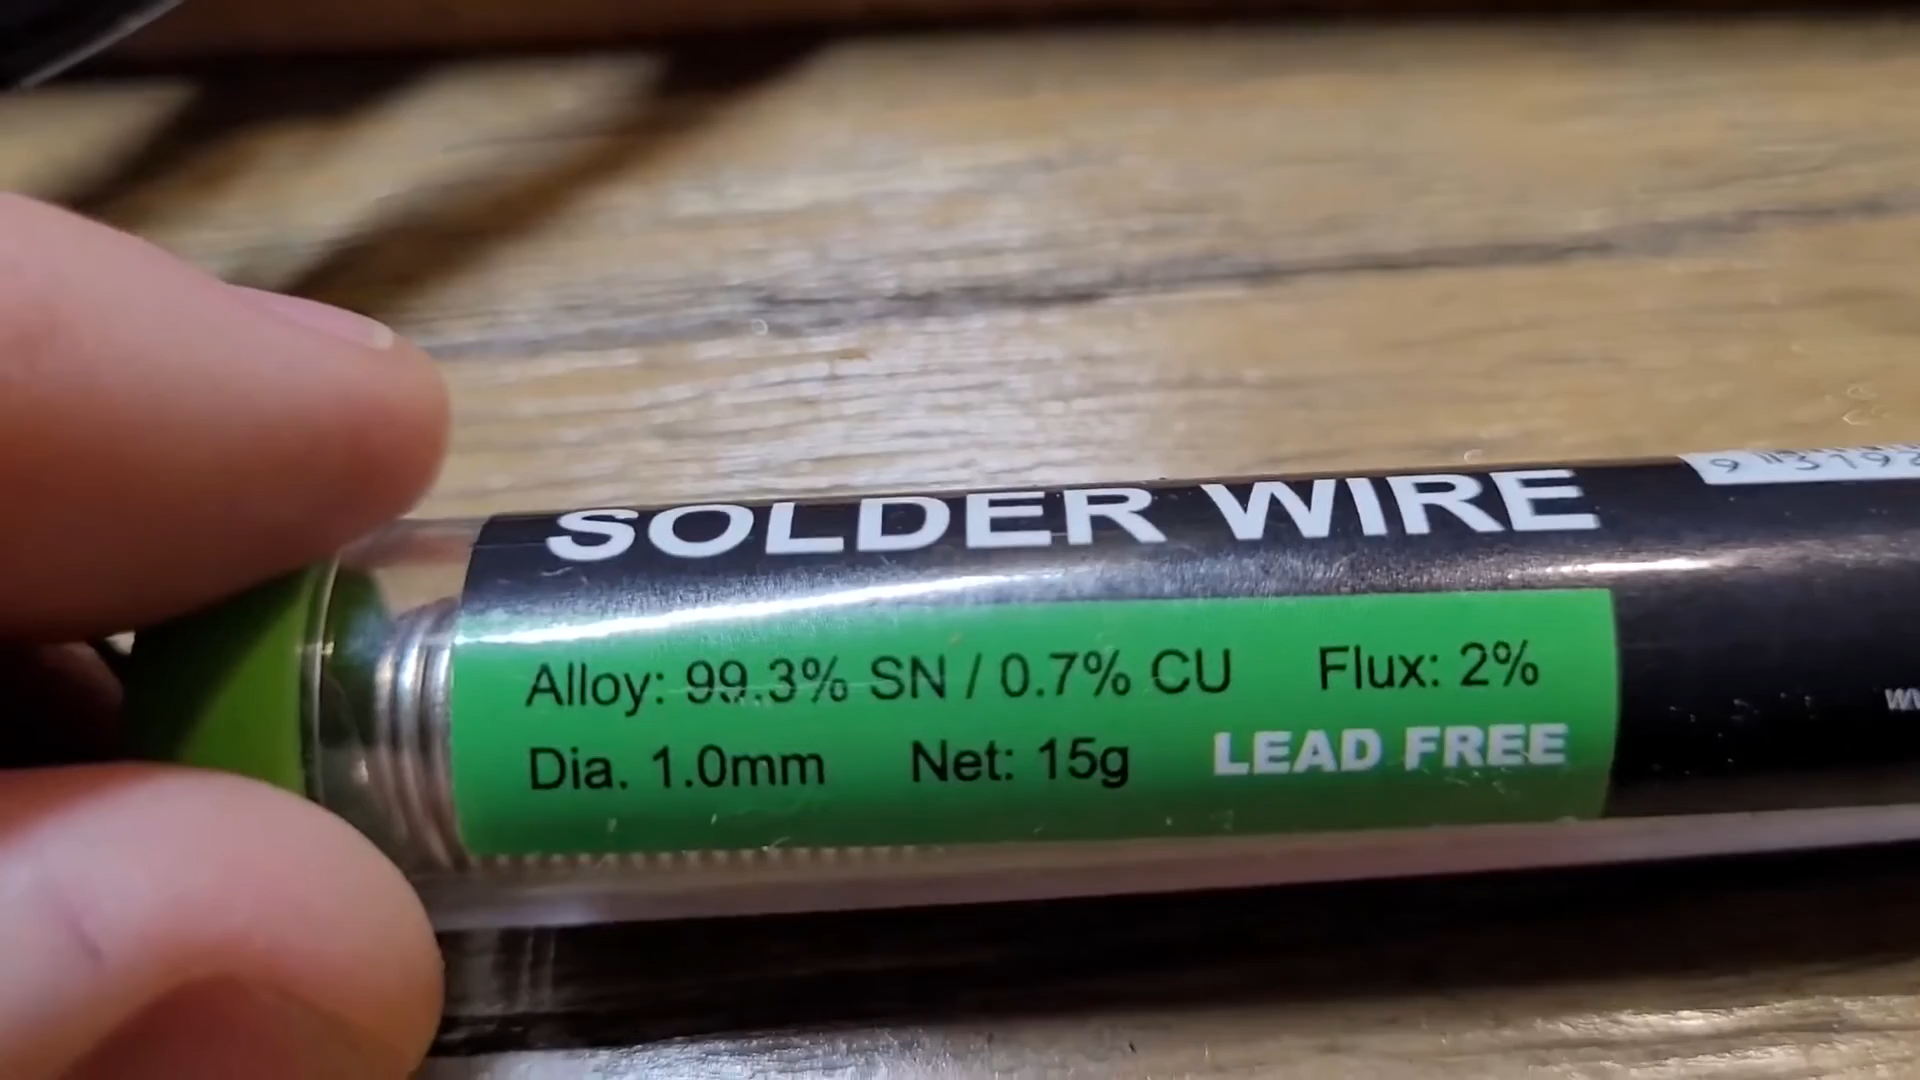 SOLDER WIRE
Alloy: 99.3% SN / 0.7% CU Flux: 2%
Dia. 1.0mm Net: 15g LEAD FREE